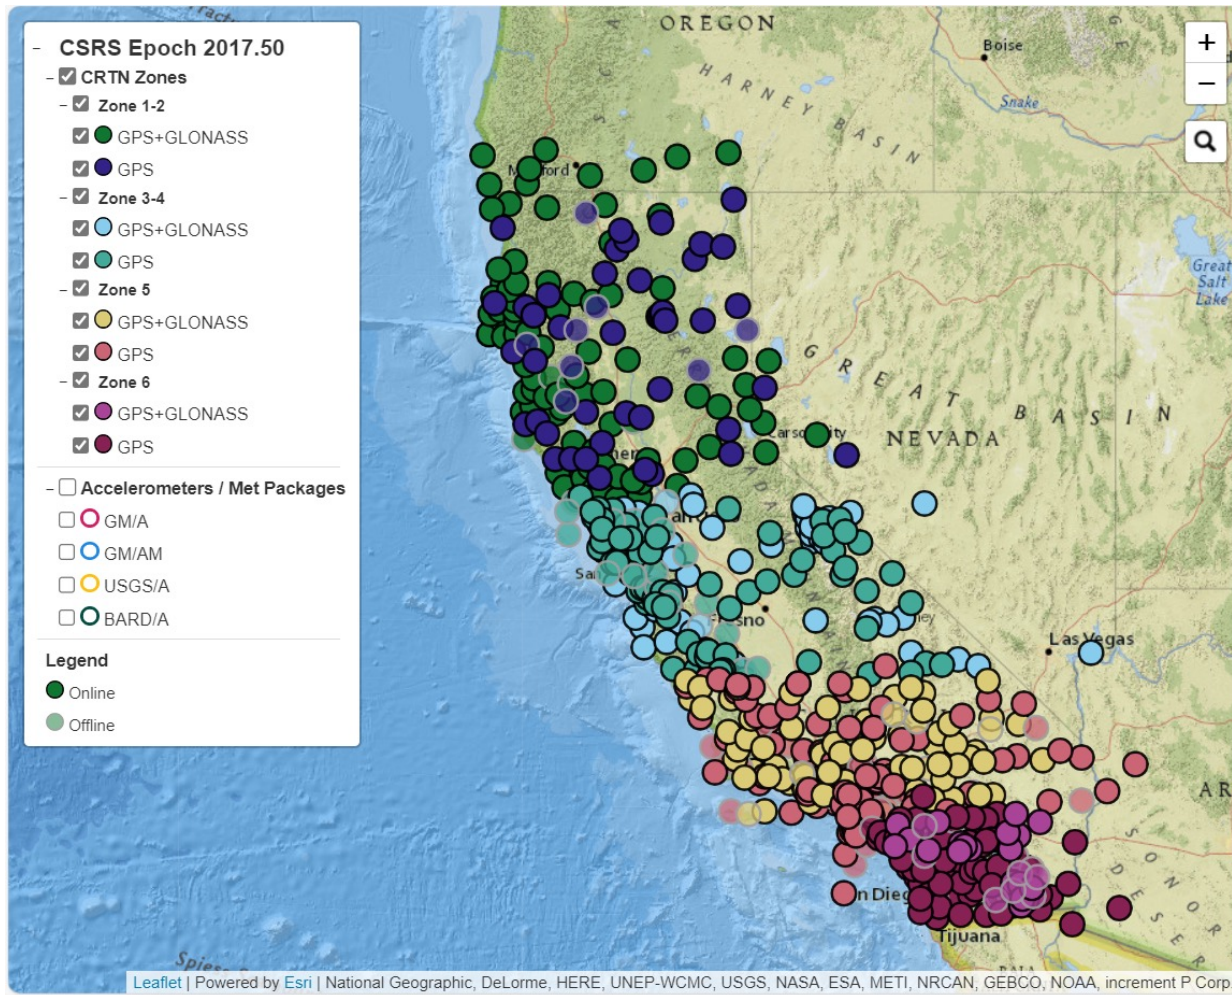 CSRS Epoch 2017.50
CRTN Zones
Zone 1-2
GPS+GLONASS
GPS
Zone 3-4
GPS+GLONASS
GPS
Zone 5
GPS+GLONASS
GPS
Zone 6
GPS+GLONASS
GPS
Accelerometers / Met Packages
GM/A
GM/AM
USGS/A
BARD/A
Legend
Online
Offline
+
−
OREGON
Boise
Snake
HARNEY BASIN
Great
Salt
Lake
GREAT BASIN
NEVADA
Las Vegas
AR
SONOR
DESER
Tijuana
Leaflet | Powered by Esri | National Geographic, DeLorme, HERE, UNEP-WCMC, USGS, NASA, ESA, METI, NRCAN, GEBCO, NOAA, increment P Corp